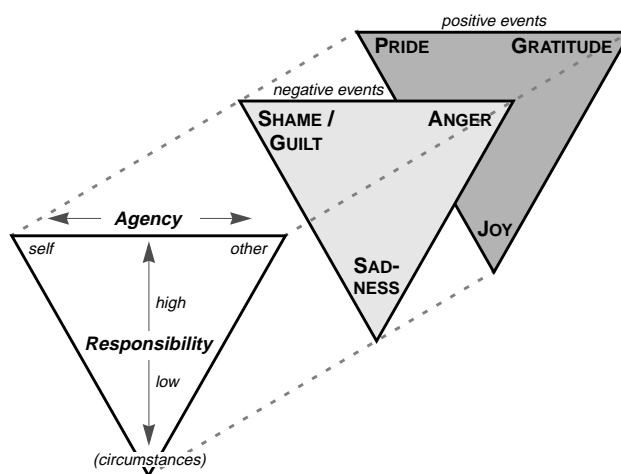 positive events
PRIDE GRATITUDE
negative events
SHAME / ANGER
GUILT
Agency
self other
JOY
SAD-
NESS
high
Responsibility
low
(circumstances)